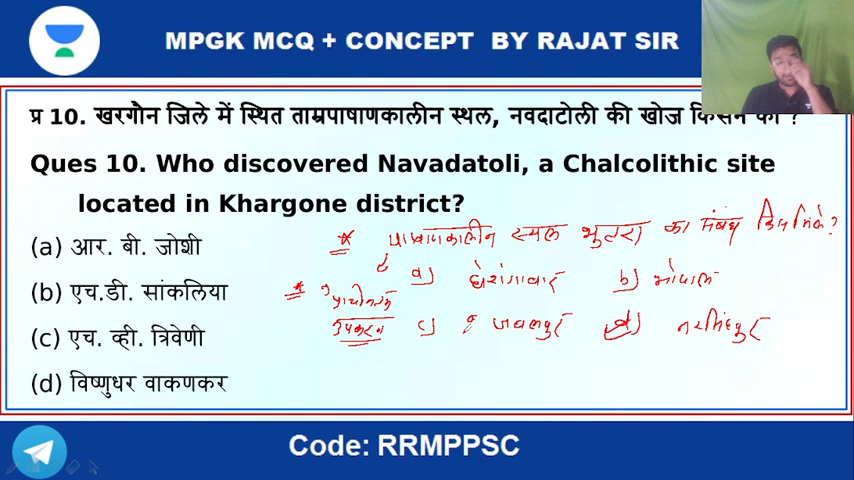 MPGK MCQ + CONCEPT BY RAJAT SIR
प्र 10. खरगौन जिले में स्थित ताम्रपाषाणकालीन स्थल, नवदाटोली की खोज किसने की ?
Ques 10. Who discovered Navadatoli, a Chalcolithic site
located in Khargone district?
(a) आर. बी. जोशी
(b) एच.डी. सांकलिया
(c) एच. व्ही. त्रिवेणी
(d) विष्णुधर वाकणकर
* पाषाणकालीन स्थल भुतरा का संबंध किस जिले ?
a) b) भोपाल
* उपकरण c) जबलपुर d) नरसिंहपुर
Code: RRMPPSC